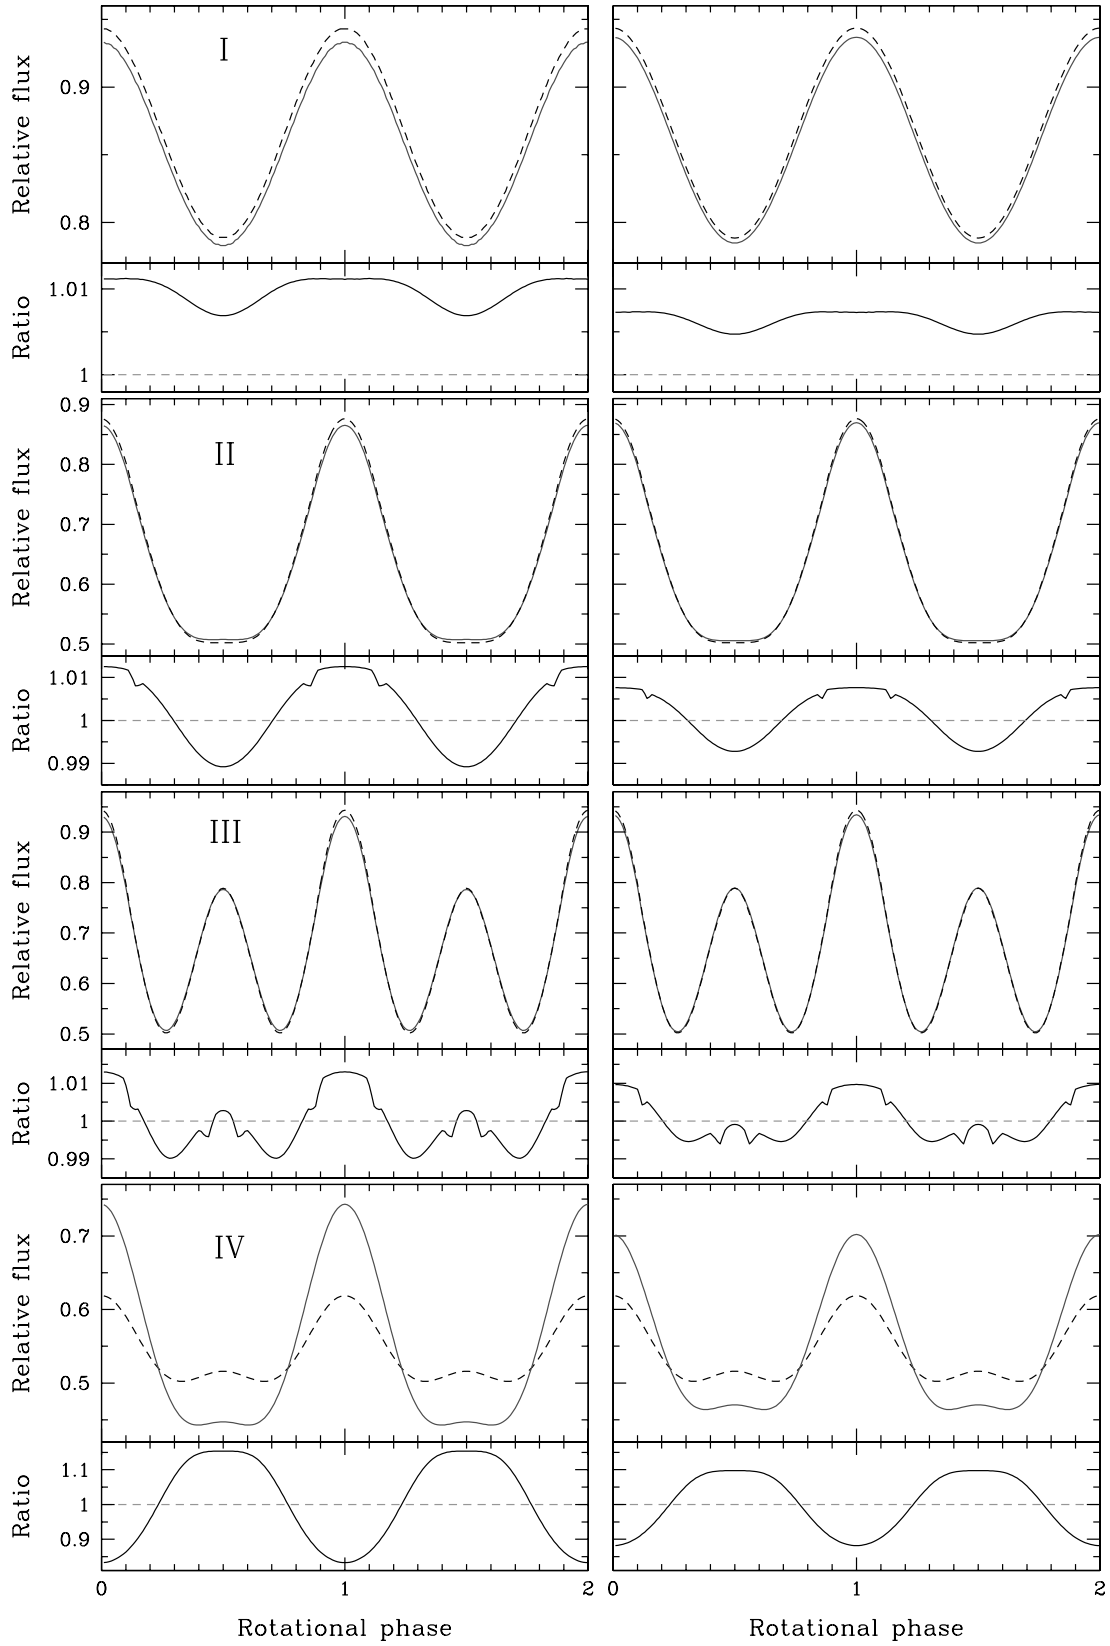 I
Relative flux
0.9
0.8
Ratio
1.01
1
II
Relative flux
0.9
0.8
0.7
0.6
0.5
Ratio
1.01
1
0.99
III
Relative flux
0.9
0.8
0.7
0.6
0.5
Ratio
1.01
1
0.99
IV
Relative flux
0.7
0.6
0.5
Ratio
1.1
1
0.9
0 1 2 0 1 2
Rotational phase Rotational phase